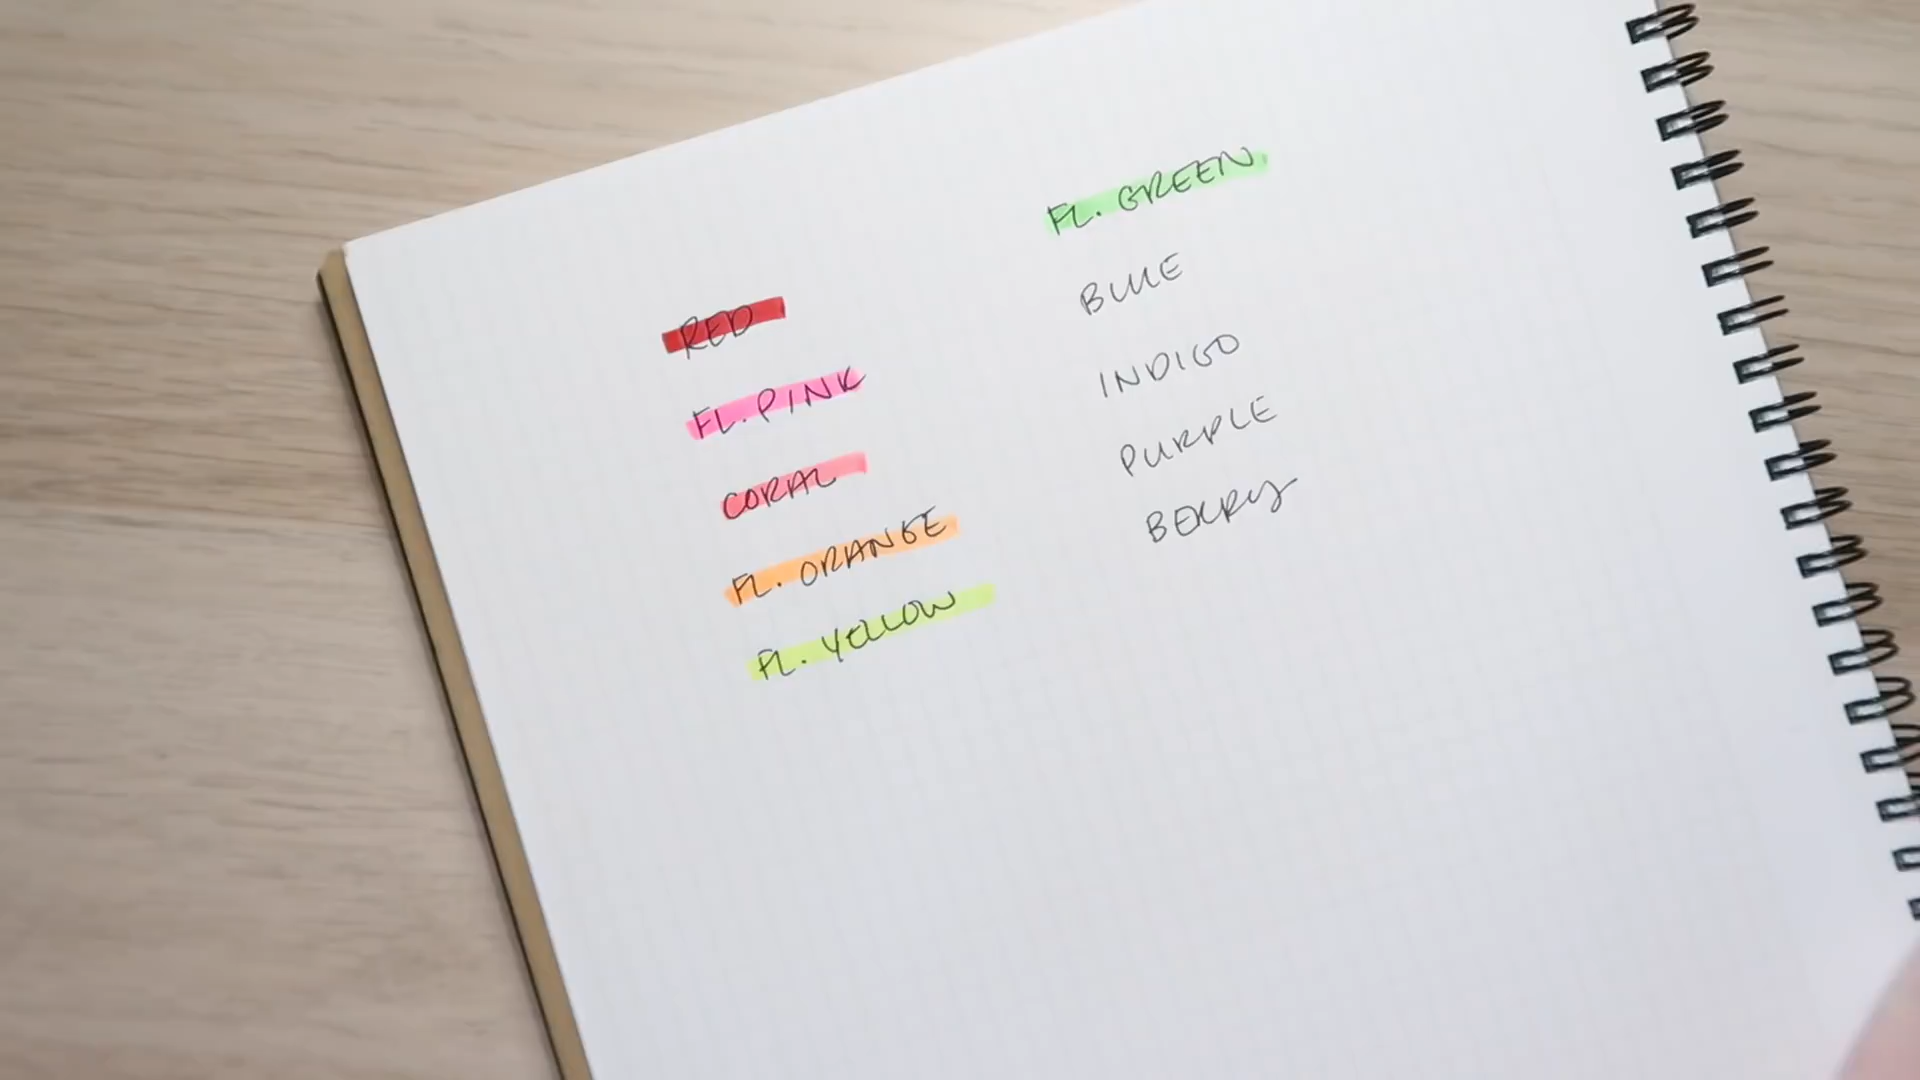 RED
FL. PINK
CORAL
FL. ORANGE
FL. YELLOW
FL. GREEN
BLUE
INDIGO
PURPLE
BERRY